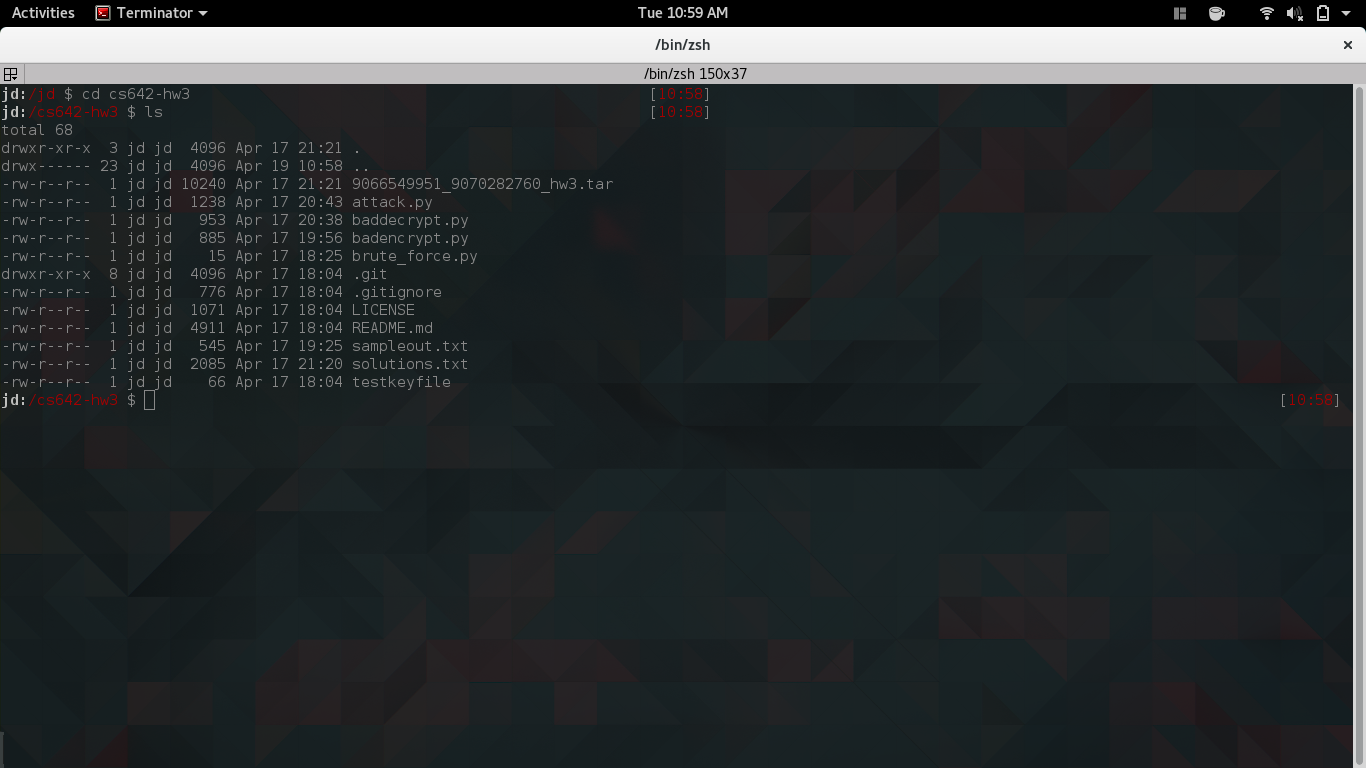 Activities Terminator Tue 10:59 AM
/bin/zsh ×
/bin/zsh 150x37
jd:/jd $ cd cs642-hw3 [10:58]
jd:/cs642-hw3 $ ls [10:58]
total 68
drwxr-xr-x 3 jd jd 4096 Apr 17 21:21 .
drwx------ 23 jd jd 4096 Apr 19 10:58 ..
-rw-r--r-- 1 jd jd 10240 Apr 17 21:21 9066549951_9070282760_hw3.tar
-rw-r--r-- 1 jd jd 1238 Apr 17 20:43 attack.py
-rw-r--r-- 1 jd jd 953 Apr 17 20:38 baddecrypt.py
-rw-r--r-- 1 jd jd 885 Apr 17 19:56 badencrypt.py
-rw-r--r-- 1 jd jd 15 Apr 17 18:25 brute_force.py
drwxr-xr-x 8 jd jd 4096 Apr 17 18:04 .git
-rw-r--r-- 1 jd jd 776 Apr 17 18:04 .gitignore
-rw-r--r-- 1 jd jd 1071 Apr 17 18:04 LICENSE
-rw-r--r-- 1 jd jd 4911 Apr 17 18:04 README.md
-rw-r--r-- 1 jd jd 545 Apr 17 19:25 sampleout.txt
-rw-r--r-- 1 jd jd 2085 Apr 17 21:20 solutions.txt
-rw-r--r-- 1 jd jd 66 Apr 17 18:04 testkeyfile
jd:/cs642-hw3 $ [10:58]